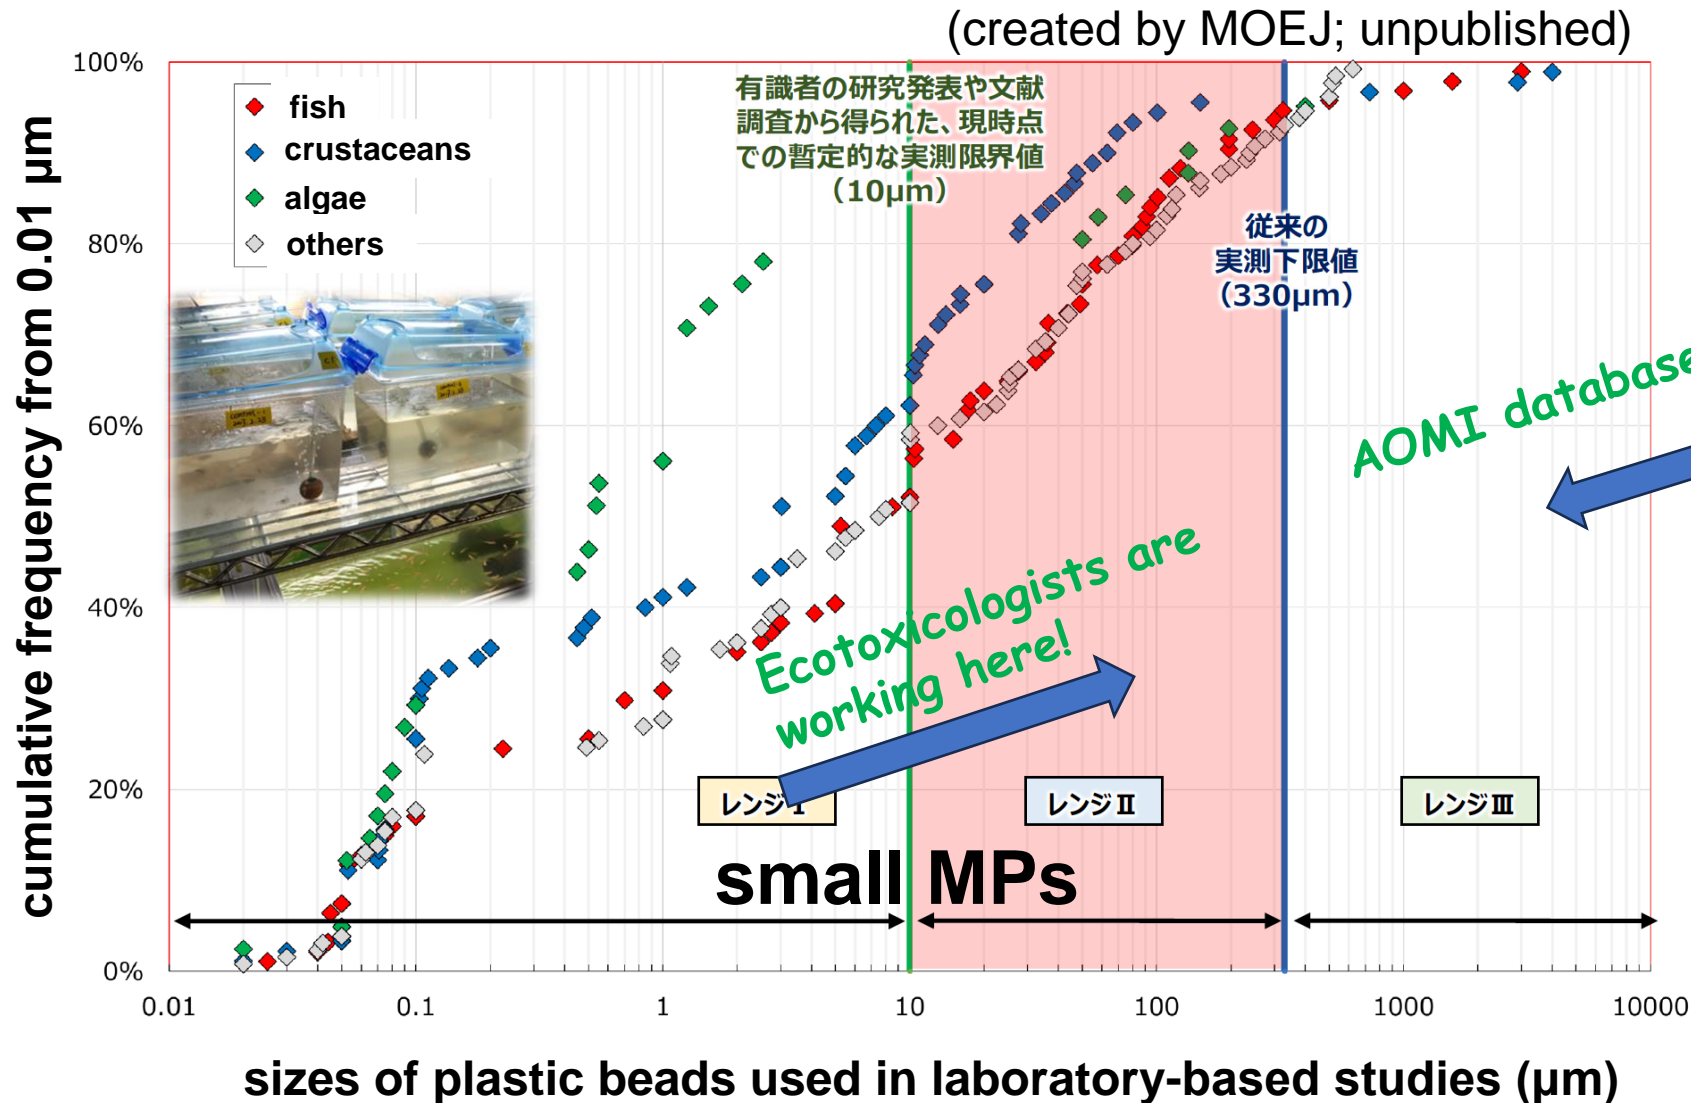 (created by MOEJ; unpublished)
cumulative frequency from 0.01 µm
100%
80%
60%
40%
20%
0%
fish
crustaceans
algae
others
有識者の研究発表や文献
調査から得られた、現時点
での暫定的な実測限界値
（10µm）
従来の
実測下限値
（330µm）
AOMI database
Ecotoxicologists are
working here!
レンジⅠ
レンジⅡ
レンジⅢ
small MPs
0.01
0.1
1
10
100
1000
10000
sizes of plastic beads used in laboratory-based studies (µm)